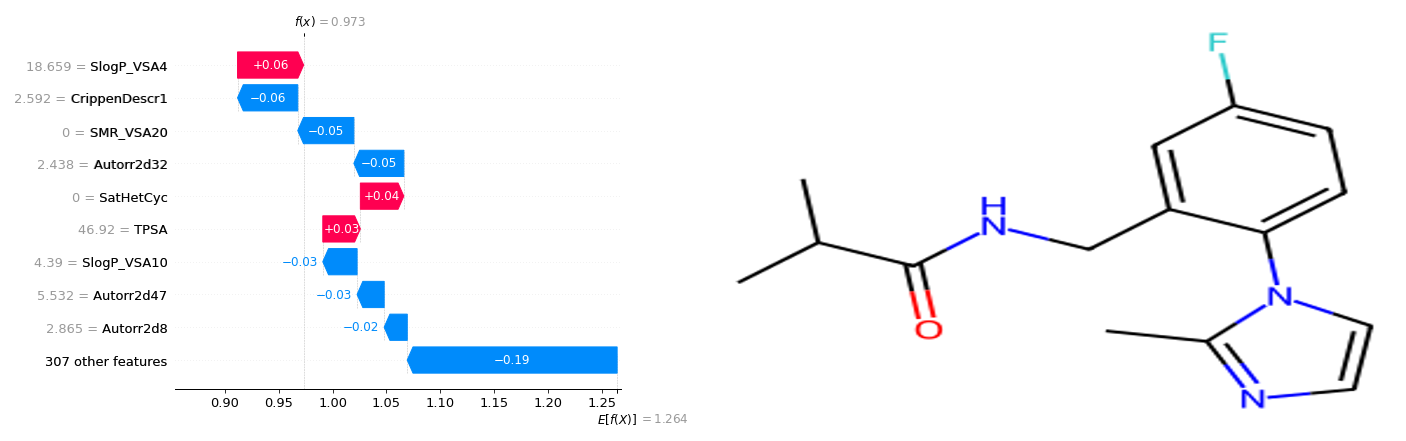 f(x) = 0.973
18.659 = SlogP_VSA4
+0.06
2.592 = CrippenDescr1
−0.06
0 = SMR_VSA20
−0.05
2.438 = Autorr2d32
−0.05
0 = SatHetCyc
+0.04
46.92 = TPSA
+0.03
4.39 = SlogP_VSA10
−0.03
5.532 = Autorr2d47
−0.03
2.865 = Autorr2d8
−0.02
307 other features
−0.19
0.90 0.95 1.00 1.05 1.10 1.15 1.20 1.25
E[f(X)] = 1.264
F
H
N
O
N
N